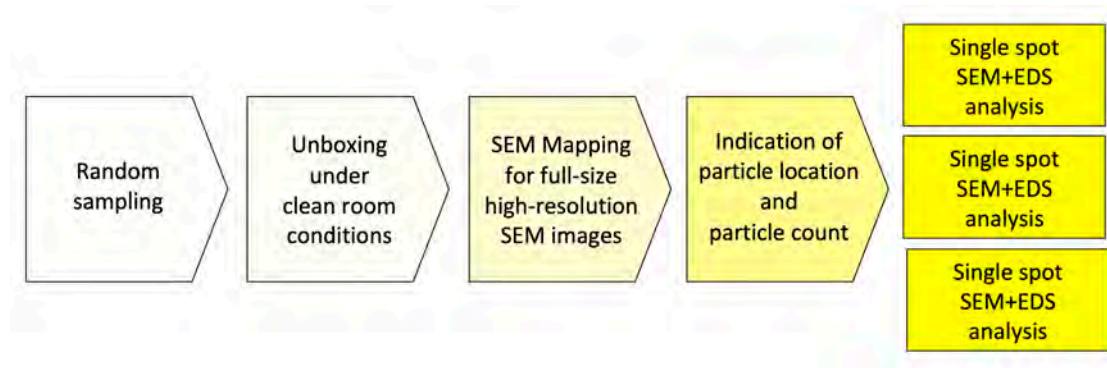 Random
sampling
Unboxing
under
clean room
conditions
SEM Mapping
for full-size
high-resolution
SEM images
Indication of
particle location
and
particle count
Single spot
SEM+EDS
analysis
Single spot
SEM+EDS
analysis
Single spot
SEM+EDS
analysis